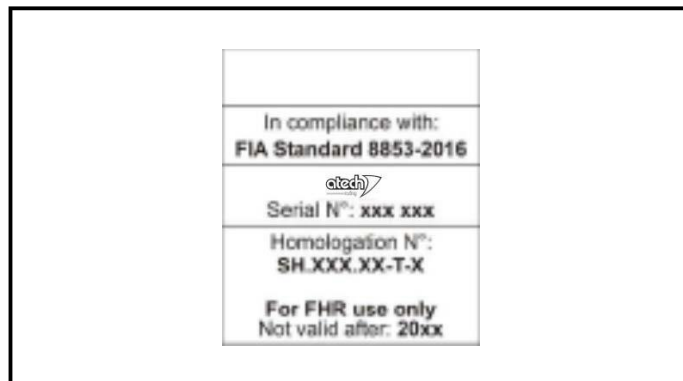 In compliance with:
FIA Standard 8853-2016
atech
Serial N°: xxx xxx
Homologation N°:
SH.XXX.XX-T-X
For FHR use only
Not valid after: 20xx